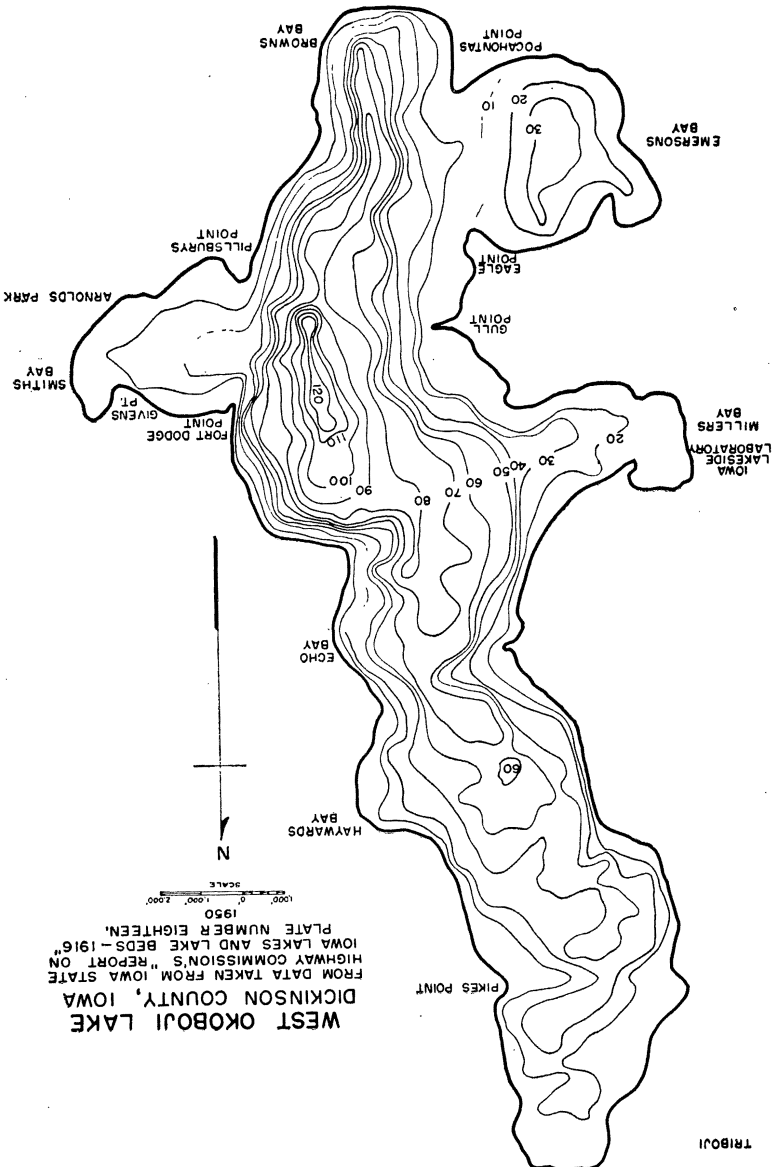 TRIBOJI
WEST OKOBOJI LAKE
DICKINSON COUNTY, IOWA
FROM DATA TAKEN FROM IOWA STATE
HIGHWAY COMMISSION'S "REPORT ON
IOWA LAKES AND LAKE BEDS – 1916"
PLATE NUMBER EIGHTEEN.
1950
SCALE
1,000' 0' 1,000' 2,000'
N
PIKES POINT
HAYWARDS
BAY
60
ECHO
BAY
IOWA
LAKESIDE
LABORATORY
MILLERS
BAY
20
30
40
50
60
70
80
90
100
110
120
FORT DODGE
POINT
GIVENS
PT.
SMITHS
BAY
ARNOLDS PARK
GULL
POINT
EAGLE
POINT
PILLSBURYS
POINT
EMERSONS
BAY
30
20
10
POCAHONTAS
POINT
BROWNS
BAY